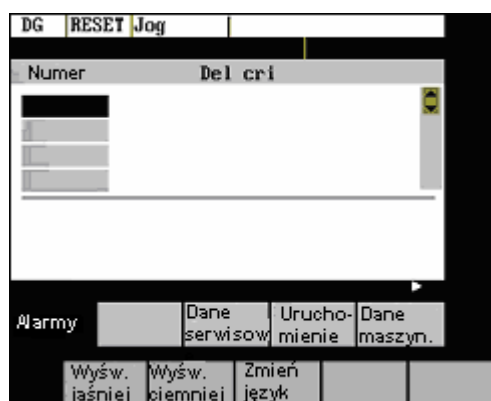 DG RESET Jog
Numer Del cri
Alarmy Dane serwisow Urucho-mienie Dane maszyn.
Wyśw. jaśniej Wyśw. ciemniej Zmień język